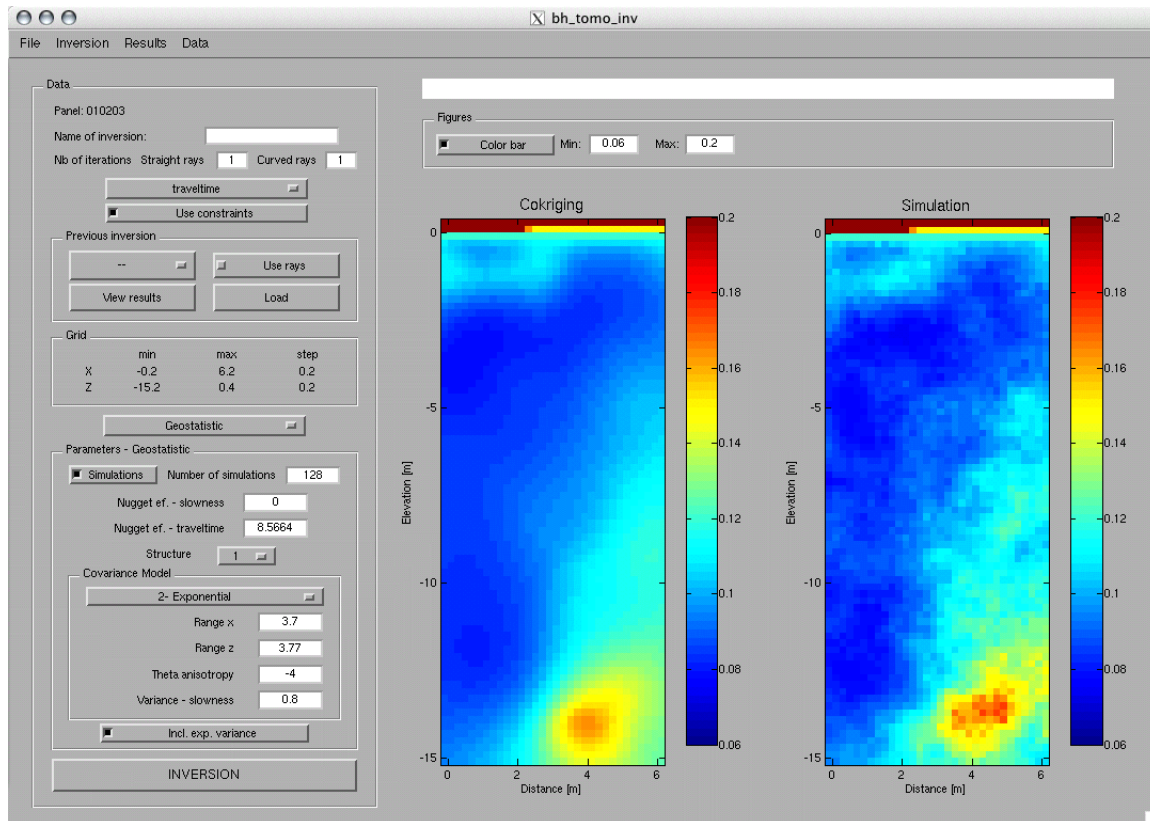 bh_tomo_inv
File Inversion Results Data
Data
Panel: 010203
Name of inversion:
Nb of iterations Straight rays 1 Curved rays 1
traveltime
Use constraints
Previous inversion
-- Use rays
View results Load
Grid
min max step
X -0.2 6.2 0.2
Z -15.2 0.4 0.2
Geostatistic
Parameters - Geostatistic
Simulations Number of simulations 128
Nugget ef. - slowness 0
Nugget ef. - traveltime 8.5664
Structure 1
Covariance Model
2- Exponential
Range x 3.7
Range z 3.77
Theta anisotropy -4
Variance - slowness 0.8
Incl. exp. variance
INVERSION
Figures
Color bar Min: 0.06 Max: 0.2
Cokriging
Elevation [m]
0
-5
-10
-15
0 2 4 6
Distance [m]
0.2
0.18
0.16
0.14
0.12
0.1
0.08
0.06
Simulation
Elevation [m]
0
-5
-10
-15
0 2 4 6
Distance [m]
0.2
0.18
0.16
0.14
0.12
0.1
0.08
0.06